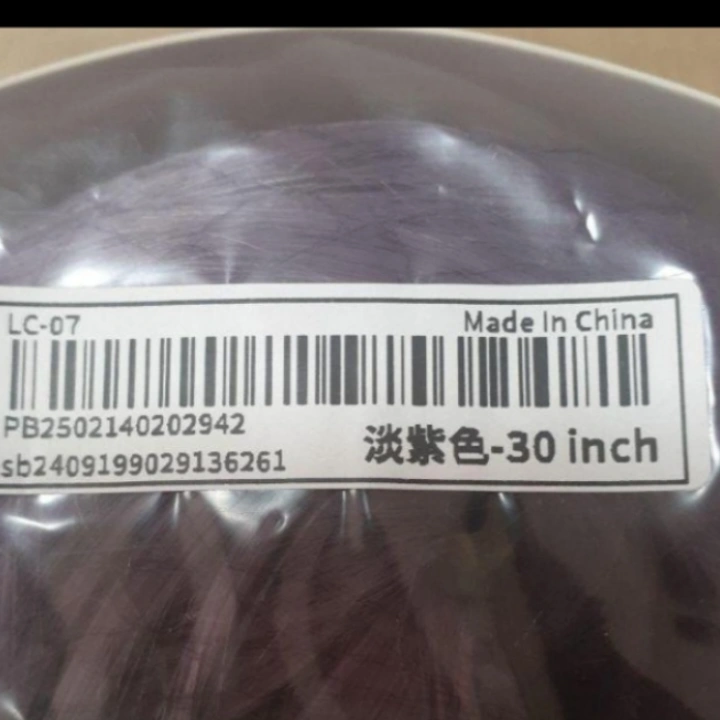 LC-07
Made In China
PB2502140202942
sb2409199029136261
淡紫色-30 inch